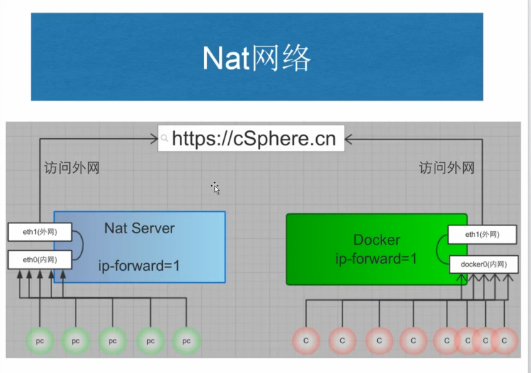 Nat网络
https://cSphere.cn
访问外网
访问外网
eth1(外网)
Nat Server
eth0(内网)
ip-forward=1
Docker
ip-forward=1
eth1(外网)
docker0(内网)
pc
pc
pc
pc
pc
C
C
C
C
C
C
C